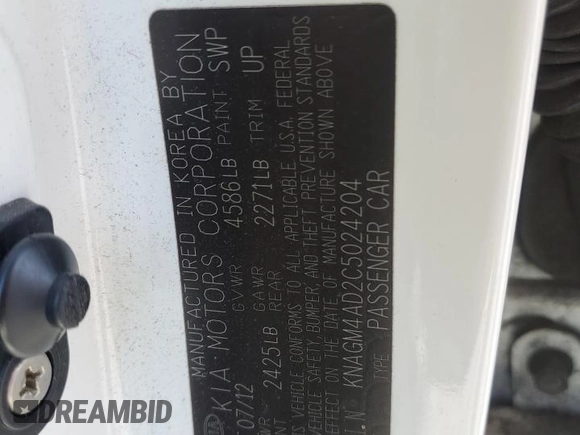 MANUFACTURED IN KOREA BY
KIA MOTORS CORPORATION
07/12 GVWR 4586LB PAINT SWP
2425LB GAWR REAR 2271LB TRIM UP
VEHICLE CONFORMS TO ALL APPLICABLE U.S.A. FEDERAL
VEHICLE SAFETY, BUMPER, AND THEFT PREVENTION STANDARDS
EFFECT ON THE DATE OF MANUFACTURE SHOWN ABOVE
KNAGM4AD2C5024204
TYPE PASSENGER CAR
DREAMBID